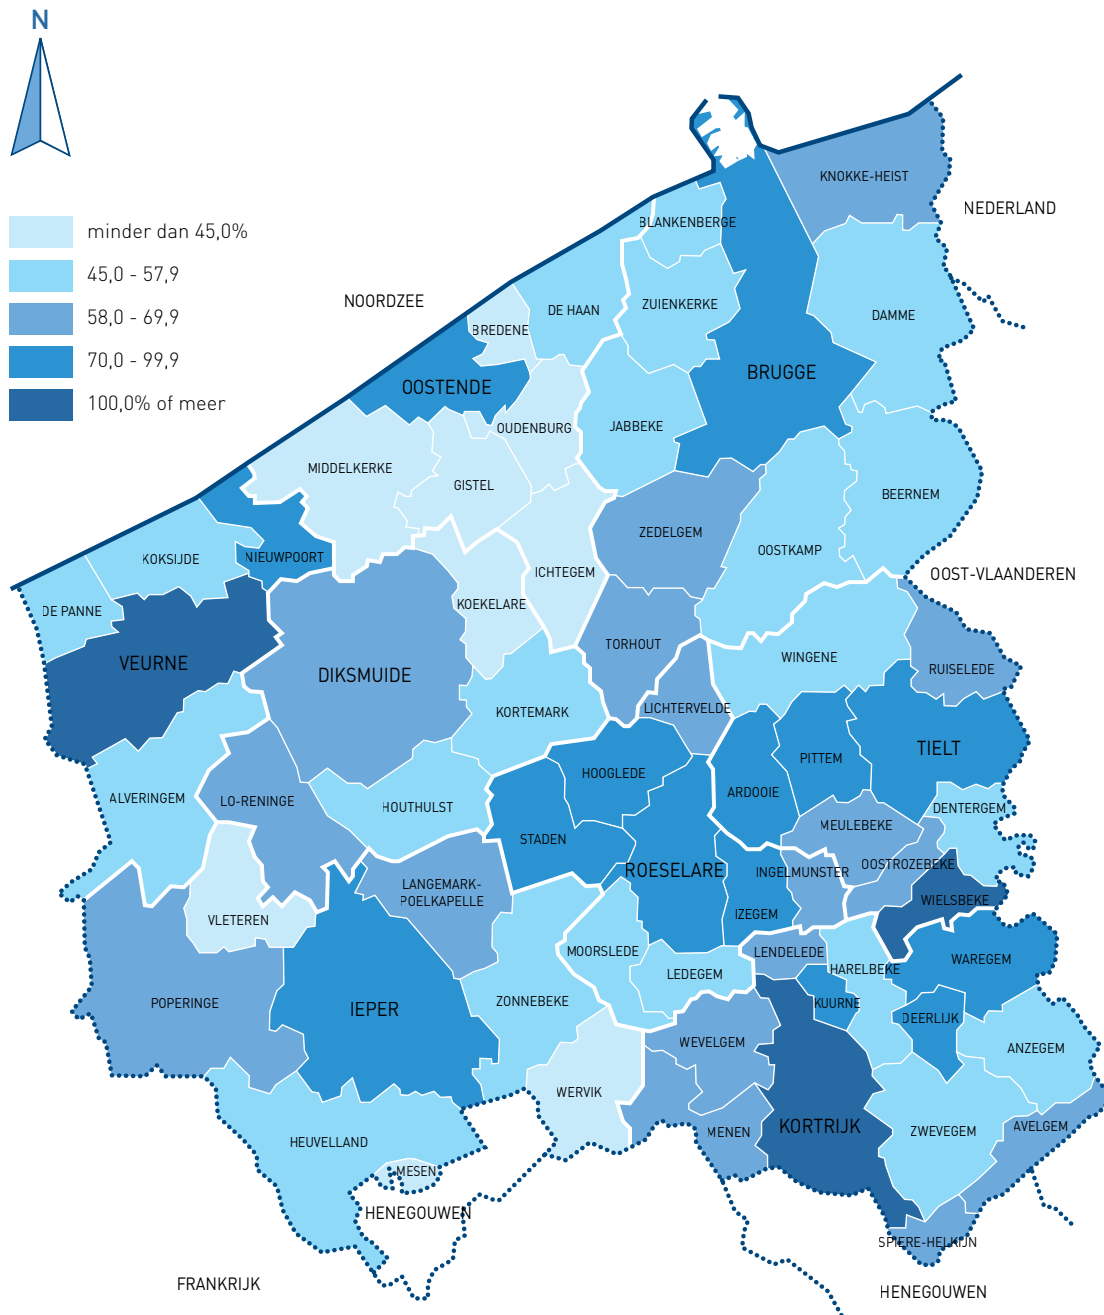 N
KNOKKE-HEIST
NEDERLAND
BLANKENBERGE
minder dan 45,0%
45,0 - 57,9
58,0 - 69,9
70,0 - 99,9
100,0% of meer
NOORDZEE
ZUIENKERKE
DE HAAN
DAMME
BREDENE
BRUGGE
OOSTENDE
OUDENBURG
JABBEKE
MIDDELKERKE
GISTEL
BEERNEM
ZEDELGEM
OOSTKAMP
KOKSIJDE
NIEUWPOORT
ICHTEGEM
OOST-VLAANDEREN
KOEKELARE
DE PANNE
TORHOUT
WINGENE
VEURNE
RUISELEDE
DIKSMUIDE
LICHTERVELDE
KORTEMARK
TIELT
PITTEM
HOOGLEDE
ARDOOIE
ALVERINGEM
LO-RENINGE
HOUTHULST
DENTERGEM
MEULEBEKE
STADEN
OOSTROZEBEKE
ROESELARE
INGELMUNSTER
LANGEMARK-
POELKAPELLE
WIELSBEKE
IZEGEM
VLETEREN
MOORSLEDE
LENDELEDE
WAREGEM
HARELBEKE
LEDEGEM
POPERINGE
IEPER
ZONNEBEKE
KUURNE
DEERLIJK
WEVELGEM
ANZEGEM
WERVIK
KORTRIJK
AVELGEM
MENEN
ZWEVEGEM
HEUVELLAND
MESEN
HENEGOUWEN
SPIERE-HELKIJN
FRANKRIJK
HENEGOUWEN